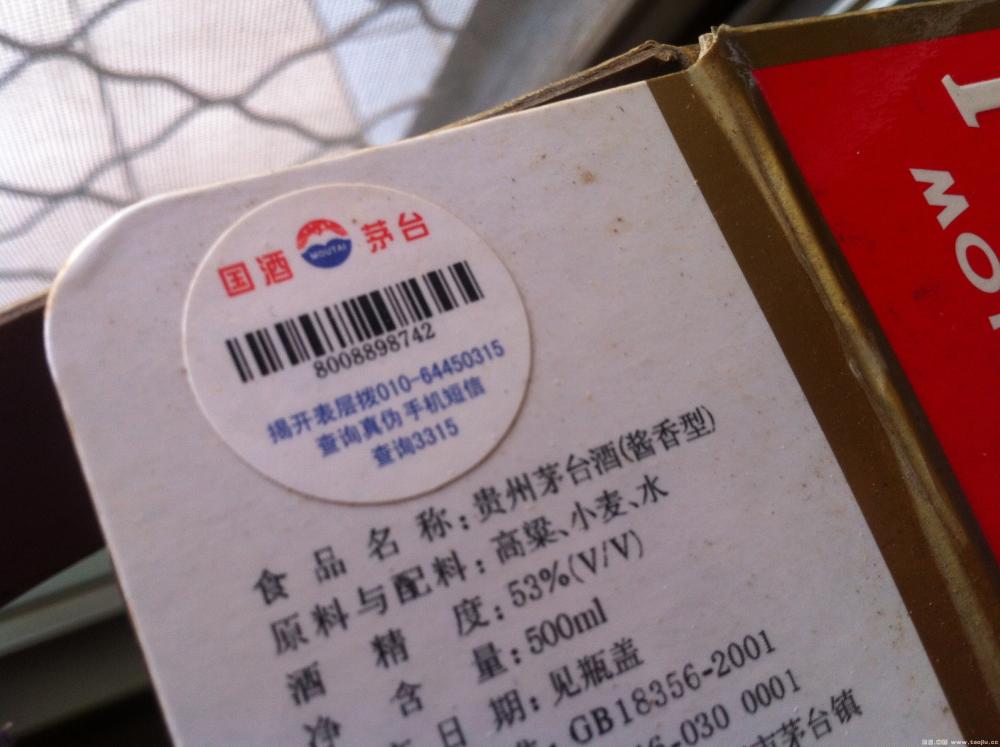 国酒 MOUTAI 茅台
8008898742
揭开表层拨010-64450315
查询真伪手机短信
查询3315
食品名称:贵州茅台酒(酱香型)
原料与配料:高粱、小麦、水
酒精度:53%(V/V)
净含量:500ml
日期:见瓶盖
GB18356-2001
-030 0001
茅台镇
www.taojiu.cc